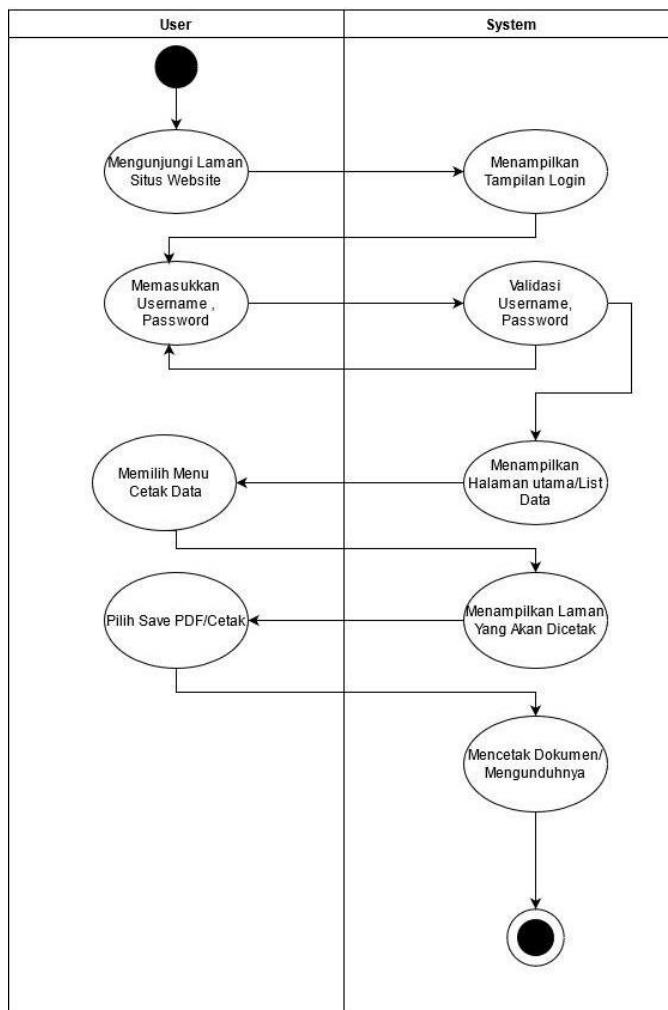 User
System
Mengunjungi Laman
Situs Website
Menampilkan
Tampilan Login
Memasukkan
Username ,
Password
Validasi
Username,
Password
Menampilkan
Halaman utama/List
Data
Memilih Menu
Cetak Data
Menampilkan Laman
Yang Akan Dicetak
Pilih Save PDF/Cetak
Mencetak Dokumen/
Mengunduhnya